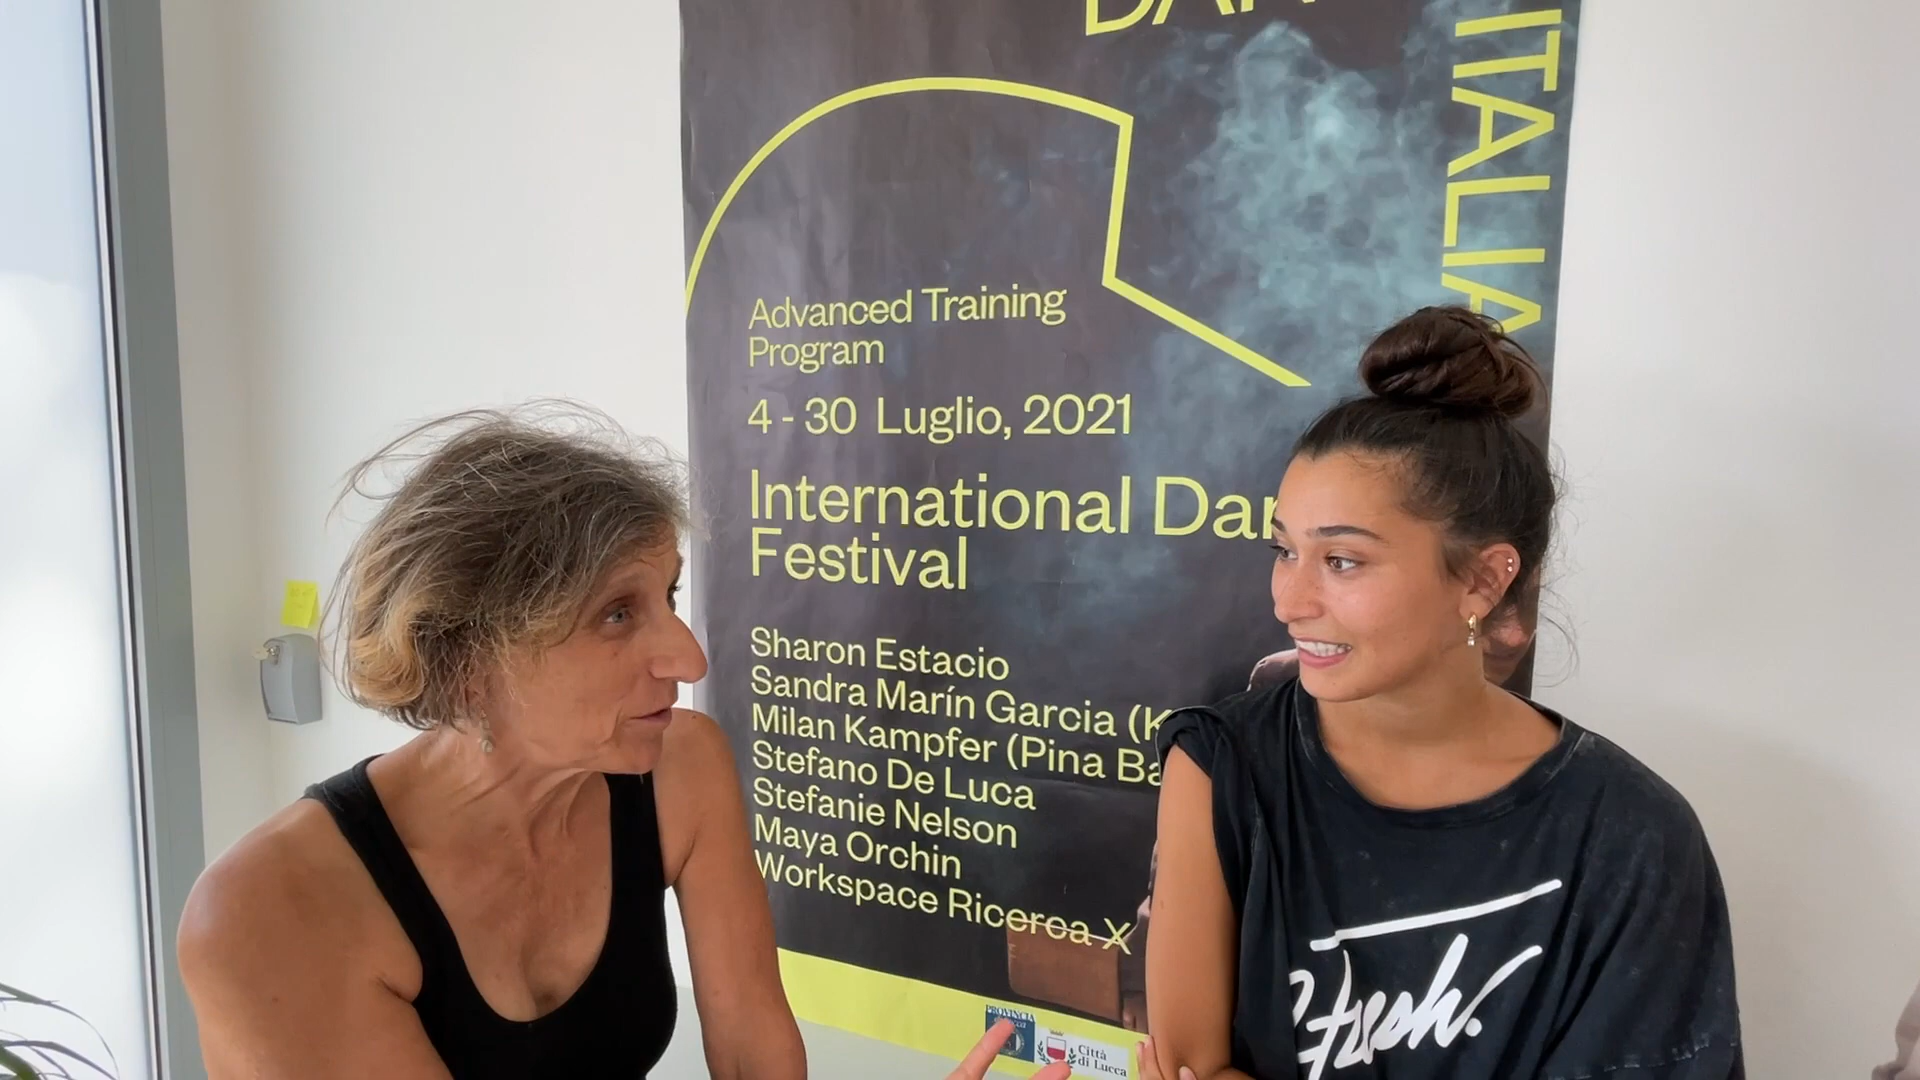 ITALIA
Advanced Training
Program
4 - 30 Luglio, 2021
International Dan
Festival
Sharon Estacio
Sandra Marín Garcia (K
Milan Kampfer (Pina Ba
Stefano De Luca
Stefanie Nelson
Maya Orchin
Workspace Ricerca X
PROVINCIA
Città
di Lucca
Fresh.